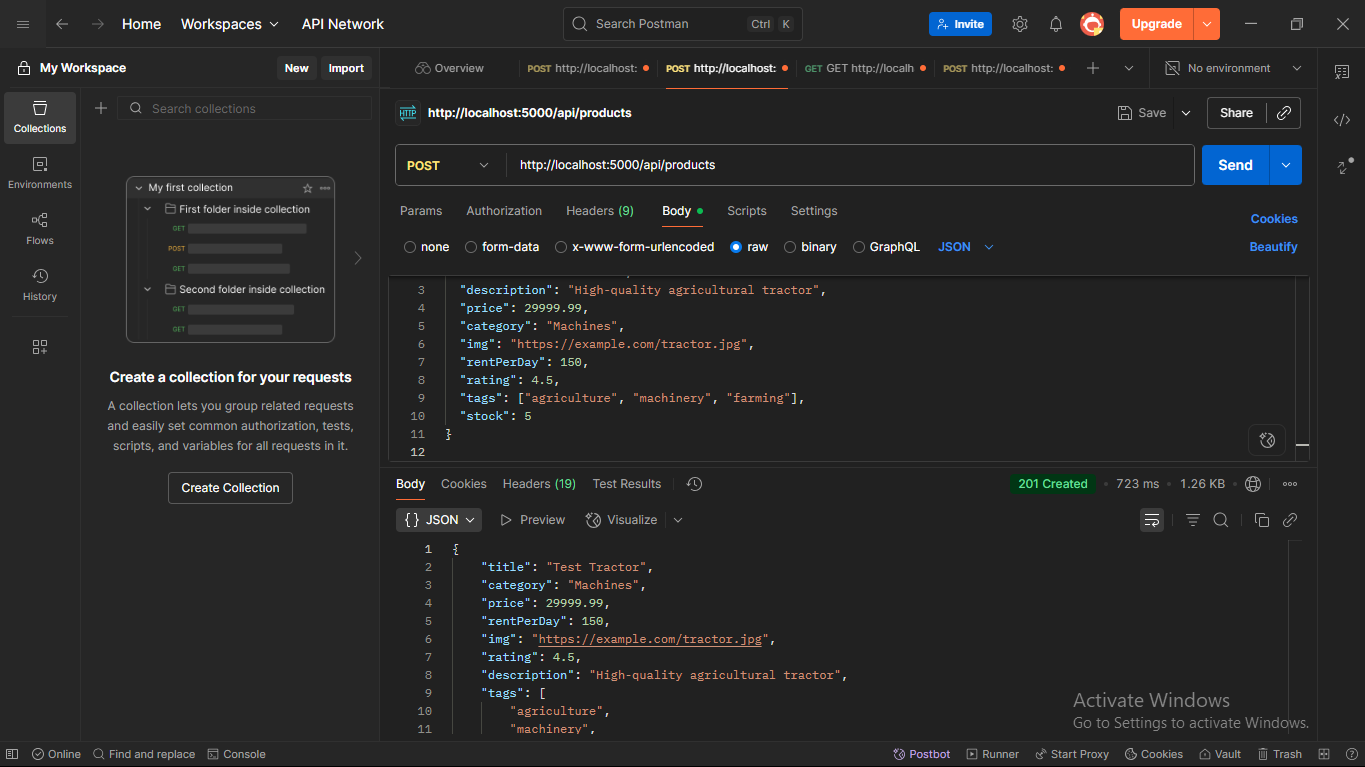 Home Workspaces API Network Search Postman Ctrl K Invite Upgrade
My Workspace New Import Overview POST http://localhost: POST http://localhost: GET GET http://localh POST http://localhost: No environment
Search collections
HTTP http://localhost:5000/api/products Save Share
Collections
Environments
Flows
History
My first collection
First folder inside collection
GET
POST
GET
Second folder inside collection
GET
GET
Create a collection for your requests
A collection lets you group related requests
and easily set common authorization, tests,
scripts, and variables for all requests in it.
Create Collection
POST http://localhost:5000/api/products Send
Params Authorization Headers (9) Body Scripts Settings Cookies
none form-data x-www-form-urlencoded raw binary GraphQL JSON Beautify
3 "description": "High-quality agricultural tractor",
4 "price": 29999.99,
5 "category": "Machines",
6 "img": "https://example.com/tractor.jpg",
7 "rentPerDay": 150,
8 "rating": 4.5,
9 "tags": ["agriculture", "machinery", "farming"],
10 "stock": 5
11 }
12
Body Cookies Headers (19) Test Results 201 Created 723 ms 1.26 KB
{} JSON Preview Visualize
1 {
2 "title": "Test Tractor",
3 "category": "Machines",
4 "price": 29999.99,
5 "rentPerDay": 150,
6 "img": "https://example.com/tractor.jpg",
7 "rating": 4.5,
8 "description": "High-quality agricultural tractor",
9 "tags": [
10 "agriculture",
11 "machinery",
Activate Windows
Go to Settings to activate Windows.
Online Find and replace Console Postbot Runner Start Proxy Cookies Vault Trash